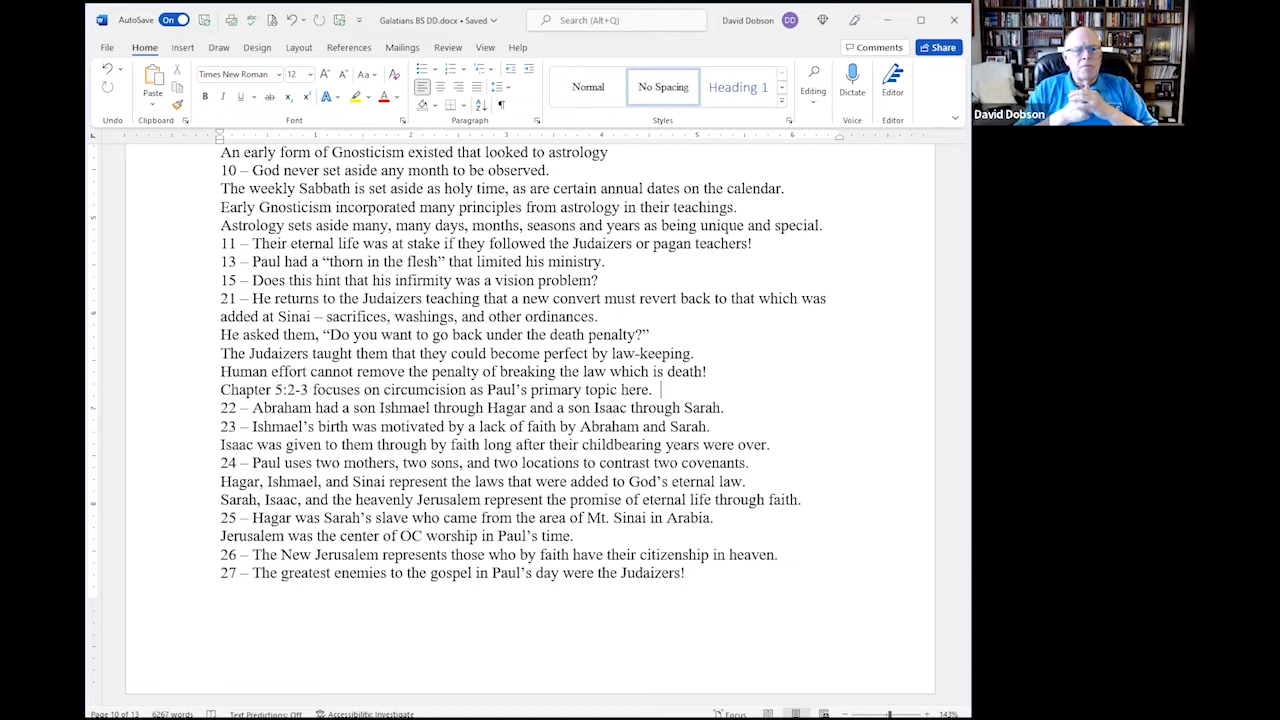 AutoSave On Galatians BS DD.docx • Saved Search (Alt+Q) David Dobson DD
File Home Insert Draw Design Layout References Mailings Review View Help Comments Share
Paste Times New Roman 12 Aa Normal No Spacing Heading 1 Editing Dictate Editor
B I U ab x₂ x² A A
Undo Clipboard Font Paragraph Styles Voice Editor
David Dobson
1 2 3 4 5 6
An early form of Gnosticism existed that looked to astrology
10 – God never set aside any month to be observed.
The weekly Sabbath is set aside as holy time, as are certain annual dates on the calendar.
Early Gnosticism incorporated many principles from astrology in their teachings.
Astrology sets aside many, many days, months, seasons and years as being unique and special.
11 – Their eternal life was at stake if they followed the Judaizers or pagan teachers!
13 – Paul had a “thorn in the flesh” that limited his ministry.
15 – Does this hint that his infirmity was a vision problem?
21 – He returns to the Judaizers teaching that a new convert must revert back to that which was
added at Sinai – sacrifices, washings, and other ordinances.
He asked them, “Do you want to go back under the death penalty?”
The Judaizers taught them that they could become perfect by law-keeping.
Human effort cannot remove the penalty of breaking the law which is death!
Chapter 5:2-3 focuses on circumcision as Paul’s primary topic here.
22 – Abraham had a son Ishmael through Hagar and a son Isaac through Sarah.
23 – Ishmael’s birth was motivated by a lack of faith by Abraham and Sarah.
Isaac was given to them through by faith long after their childbearing years were over.
24 – Paul uses two mothers, two sons, and two locations to contrast two covenants.
Hagar, Ishmael, and Sinai represent the laws that were added to God’s eternal law.
Sarah, Isaac, and the heavenly Jerusalem represent the promise of eternal life through faith.
25 – Hagar was Sarah’s slave who came from the area of Mt. Sinai in Arabia.
Jerusalem was the center of OC worship in Paul’s time.
26 – The New Jerusalem represents those who by faith have their citizenship in heaven.
27 – The greatest enemies to the gospel in Paul’s day were the Judaizers!
Page 10 of 13 6267 words Text Predictions: Off Accessibility: Investigate Focus 143%